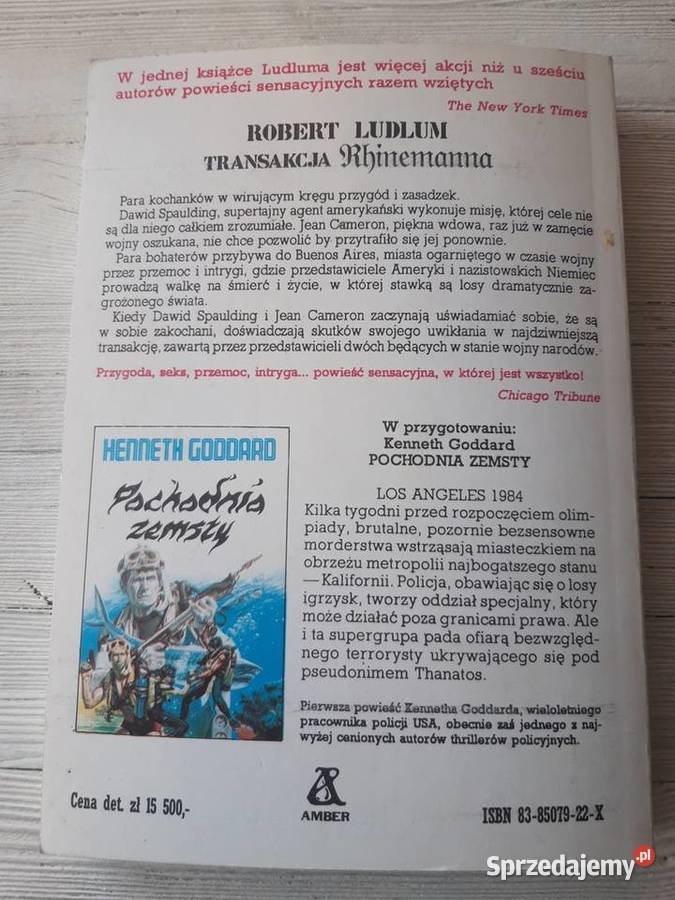 W jednej książce Ludluma jest więcej akcji niż u sześciu
autorów powieści sensacyjnych razem wziętych
The New York Times
ROBERT LUDLUM
TRANSAKCJA Rhinemanna
Para kochanków w wirującym kręgu przygód i zasadzek.
Dawid Spaulding, supertajny agent amerykański wykonuje misję, której cele nie
są dla niego całkiem zrozumiałe. Jean Cameron, piękna wdowa, raz już w zamęcie
wojny oszukana, nie chce pozwolić by przytrafiło się jej ponownie.
Para bohaterów przybywa do Buenos Aires, miasta ogarniętego w czasie wojny
przez przemoc i intrygi, gdzie przedstawiciele Ameryki i nazistowskich Niemiec
prowadzą walkę na śmierć i życie, w której stawką są losy dramatycznie za-
grożonego świata.
Kiedy Dawid Spaulding i Jean Cameron zaczynają uświadamiać sobie, że są
w sobie zakochani, doświadczają skutków swojego uwikłania w najdziwniejszą
transakcję, zawartą przez przedstawicieli dwóch będących w stanie wojny narodów.
Przygoda, seks, przemoc, intryga... powieść sensacyjna, w której jest wszystko!
Chicago Tribune
KENNETH GODDARD
Pochodnia
zemsty
W przygotowaniu:
Kenneth Goddard
POCHODNIA ZEMSTY
LOS ANGELES 1984
Kilka tygodni przed rozpoczęciem olim-
piady, brutalne, pozornie bezsensowne
morderstwa wstrząsają miasteczkiem na
obrzeżu metropolii najbogatszego stanu
— Kalifornii. Policja, obawiając się o losy
igrzysk, tworzy oddział specjalny, który
może działać poza granicami prawa. Ale
i ta supergrupa pada ofiarą bezwzględ-
nego terrorysty ukrywającego się pod
pseudonimem Thanatos.
Pierwsza powieść Kennetha Goddarda, wieloletniego
pracownika policji USA, obecnie zaś jednego z naj-
wyżej cenionych autorów thrillerów policyjnych.
Cena det. zł 15 500,-
AMBER
ISBN 83-85079-22-X
Sprzedajemy.pl